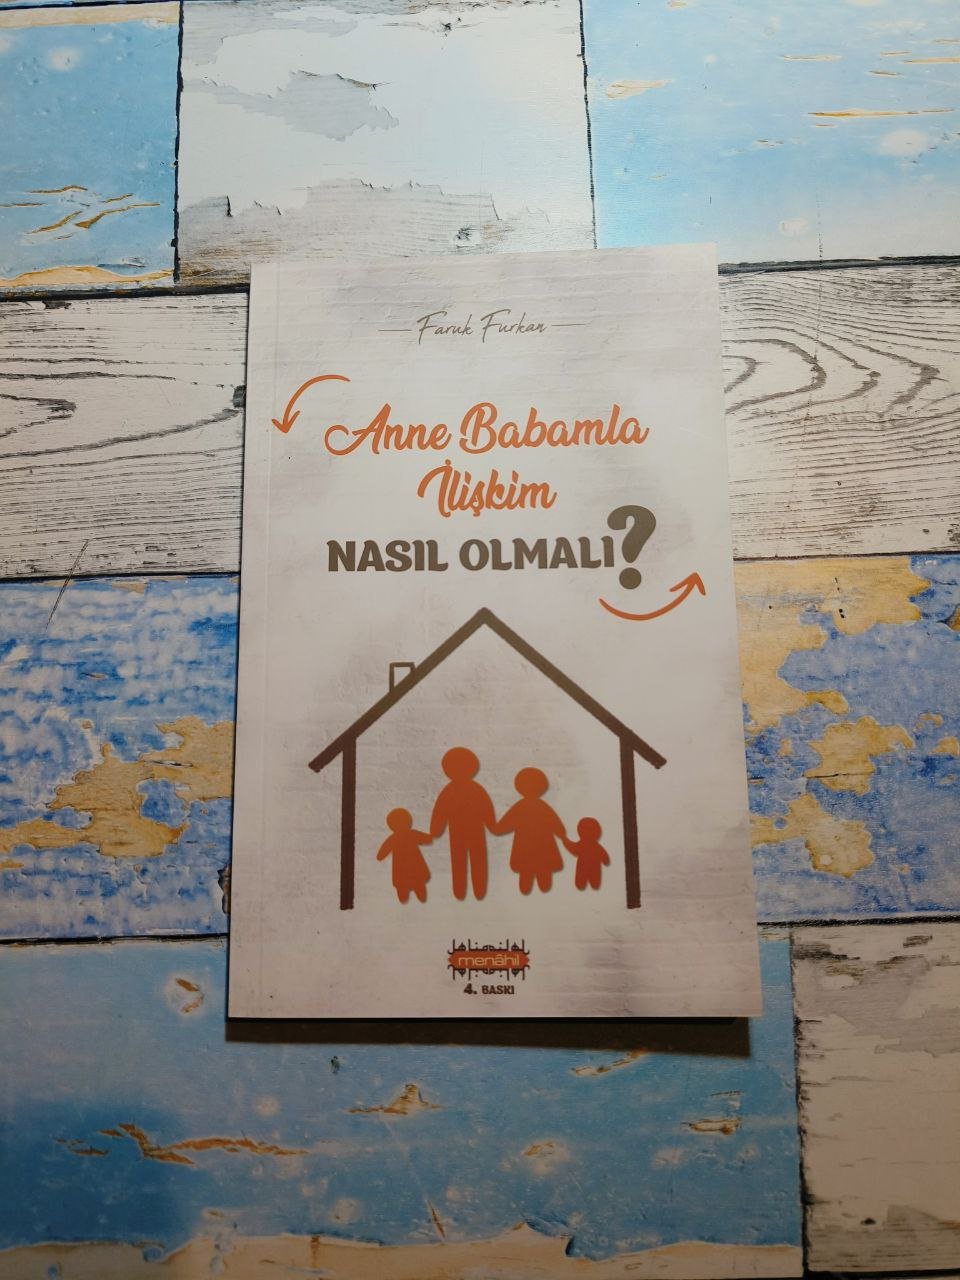 Faruk Furkan
Anne Babamla
İlişkim
NASIL OLMALI?
menâhil
4. BASKI